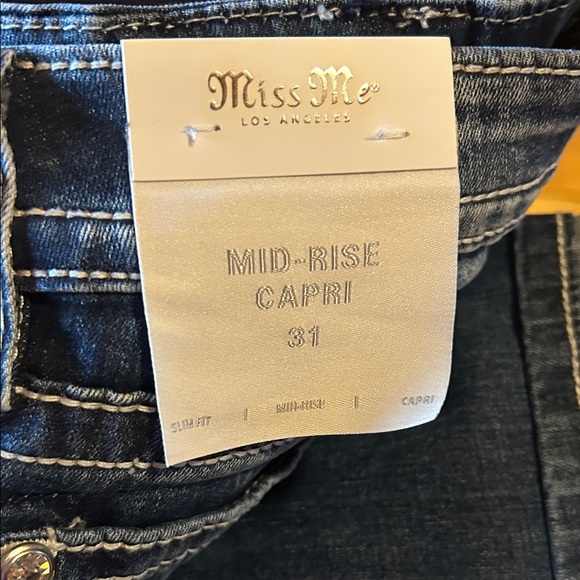 Miss Me®
LOS ANGELES
MID-RISE
CAPRI
31
SLIM FIT | MID-RISE | CAPRI